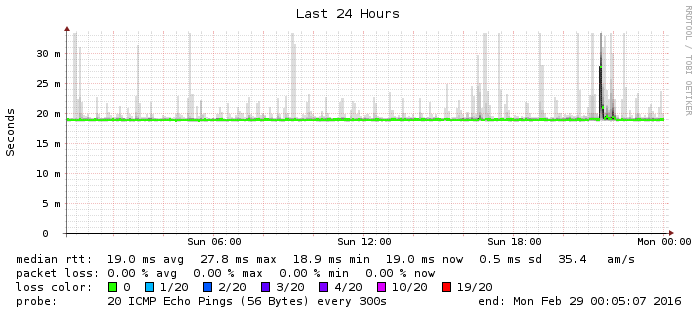 Last 24 Hours
RRDTOOL / TOBI OETIKER
Seconds
30 m
25 m
20 m
15 m
10 m
5 m
0
Sun 06:00 Sun 12:00 Sun 18:00 Mon 00:00
median rtt: 19.0 ms avg 27.8 ms max 18.9 ms min 19.0 ms now 0.5 ms sd 35.4 am/s
packet loss: 0.00 % avg 0.00 % max 0.00 % min 0.00 % now
loss color: 0 1/20 2/20 3/20 4/20 10/20 19/20
probe: 20 ICMP Echo Pings (56 Bytes) every 300s end: Mon Feb 29 00:05:07 2016